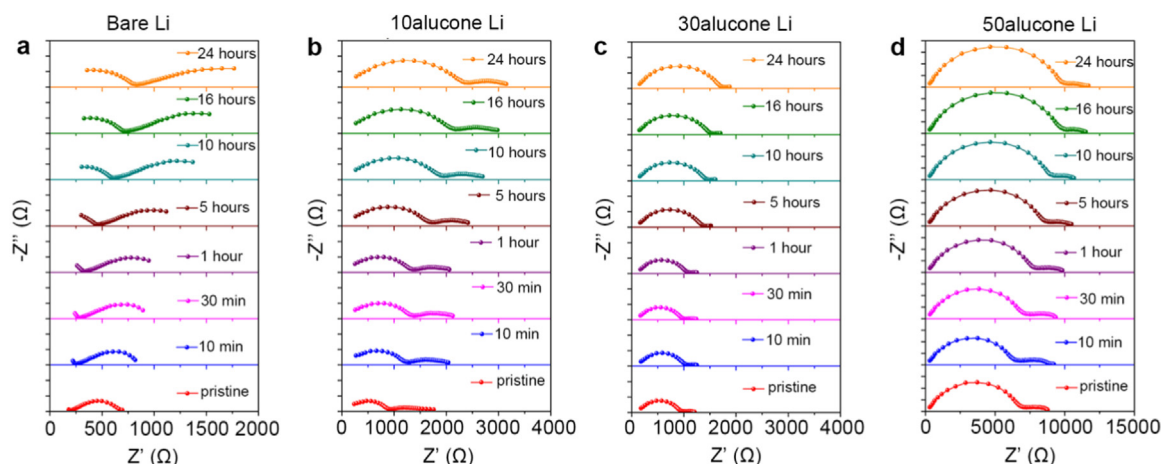 Bare Li
10alucone Li
30alucone Li
50alucone Li
a
b
c
d
24 hours
16 hours
10 hours
5 hours
1 hour
30 min
10 min
pristine
24 hours
16 hours
10 hours
5 hours
1 hour
30 min
10 min
pristine
24 hours
16 hours
10 hours
5 hours
1 hour
30 min
10 min
pristine
24 hours
16 hours
10 hours
5 hours
1 hour
30 min
10 min
pristine
-Z'' (Ω)
-Z'' (Ω)
-Z'' (Ω)
-Z'' (Ω)
0 500 1000 1500 2000
0 1000 2000 3000 4000
0 1000 2000 3000 4000
0 5000 10000 15000
Z' (Ω)
Z' (Ω)
Z' (Ω)
Z' (Ω)